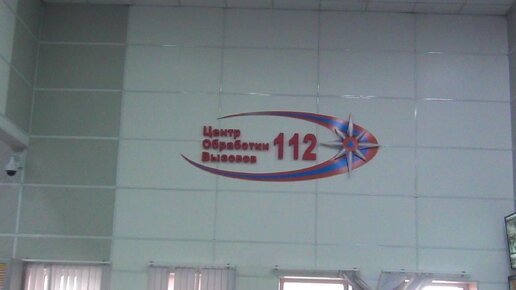 Центр
Обработки 112
Вызовов